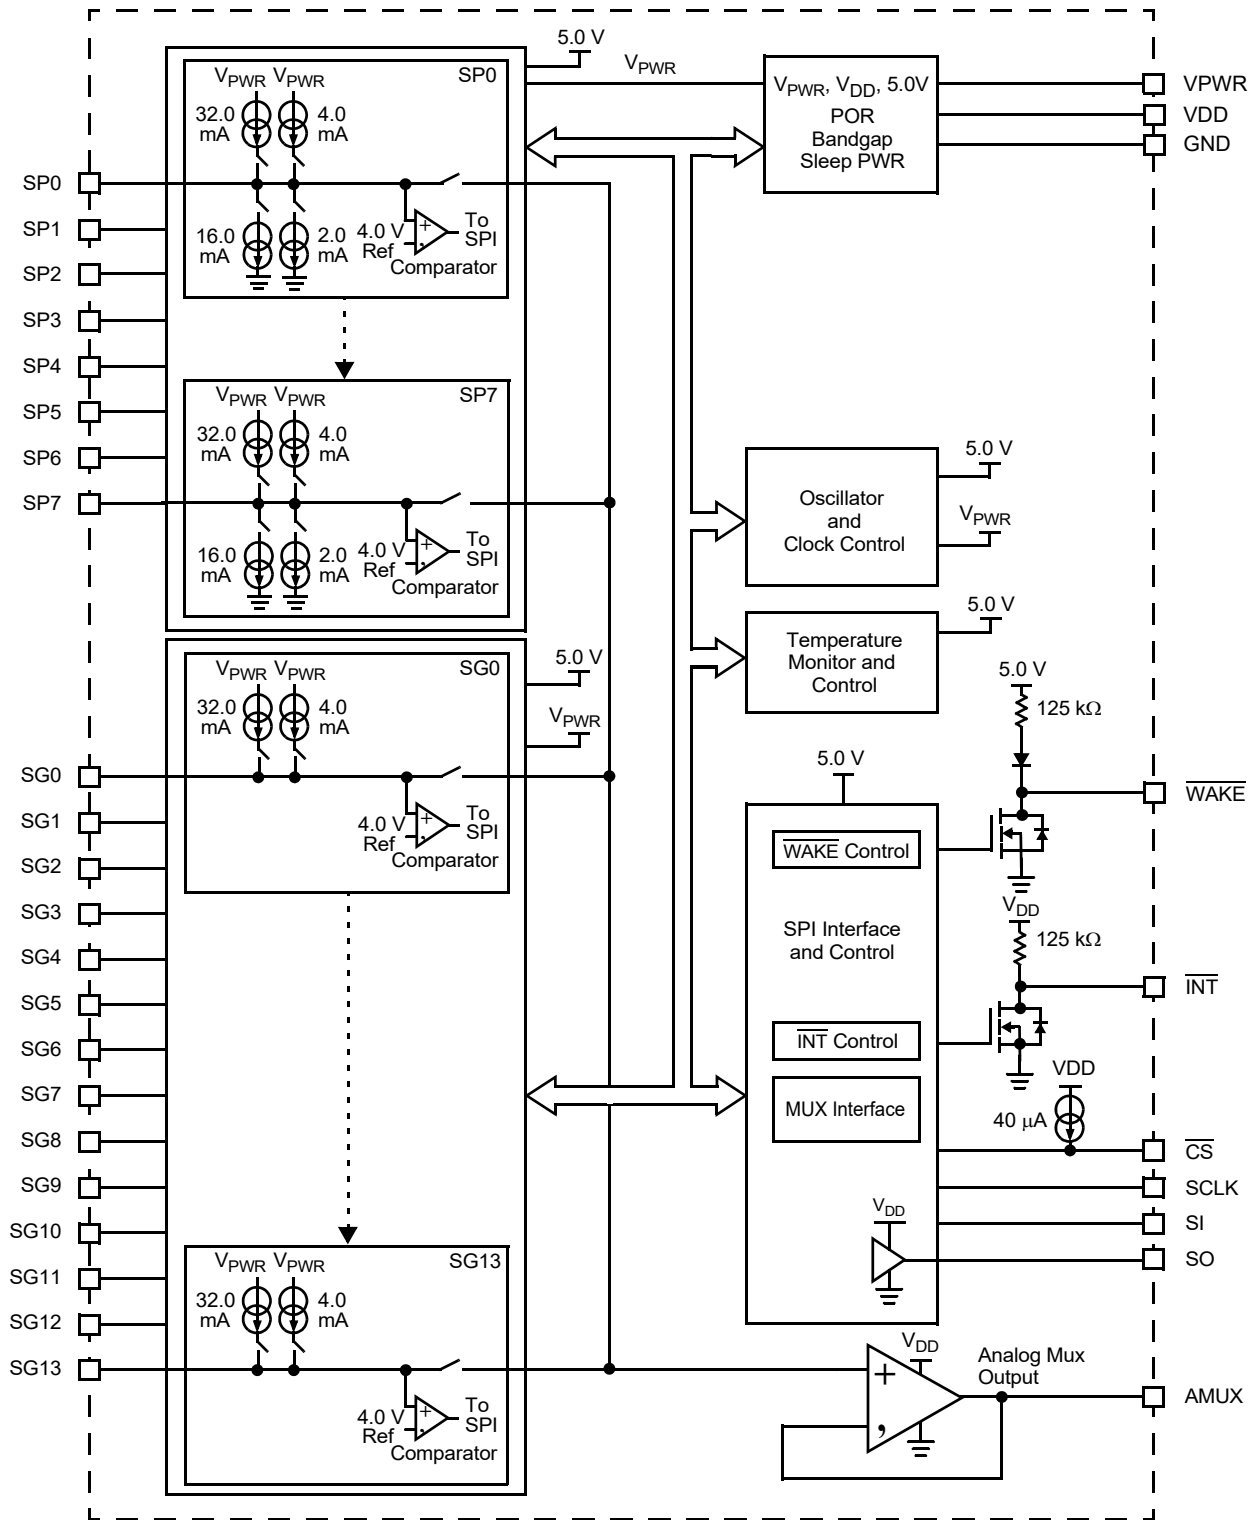 5.0 V
VPWR
SP0
VPWR VPWR
32.0 mA
4.0 mA
16.0 mA
2.0 mA
4.0 V Ref
+
To SPI
Comparator
SP7
VPWR VPWR
32.0 mA
4.0 mA
16.0 mA
2.0 mA
4.0 V Ref
+
To SPI
Comparator
5.0 V
VPWR
SG0
VPWR VPWR
32.0 mA
4.0 mA
4.0 V Ref
+
To SPI
Comparator
SG13
VPWR VPWR
32.0 mA
4.0 mA
4.0 V Ref
+
To SPI
Comparator
SP0
SP1
SP2
SP3
SP4
SP5
SP6
SP7
SG0
SG1
SG2
SG3
SG4
SG5
SG6
SG7
SG8
SG9
SG10
SG11
SG12
SG13
VPWR, VDD, 5.0V
POR
Bandgap
Sleep PWR
Oscillator
and
Clock Control
5.0 V
VPWR
Temperature
Monitor and
Control
5.0 V
5.0 V
WAKE Control
SPI Interface
and Control
INT Control
MUX Interface
VDD
5.0 V
125 kΩ
VDD
125 kΩ
VDD
40 μA
VDD
+
,
Analog Mux
Output
VPWR
VDD
GND
WAKE
INT
CS
SCLK
SI
SO
AMUX